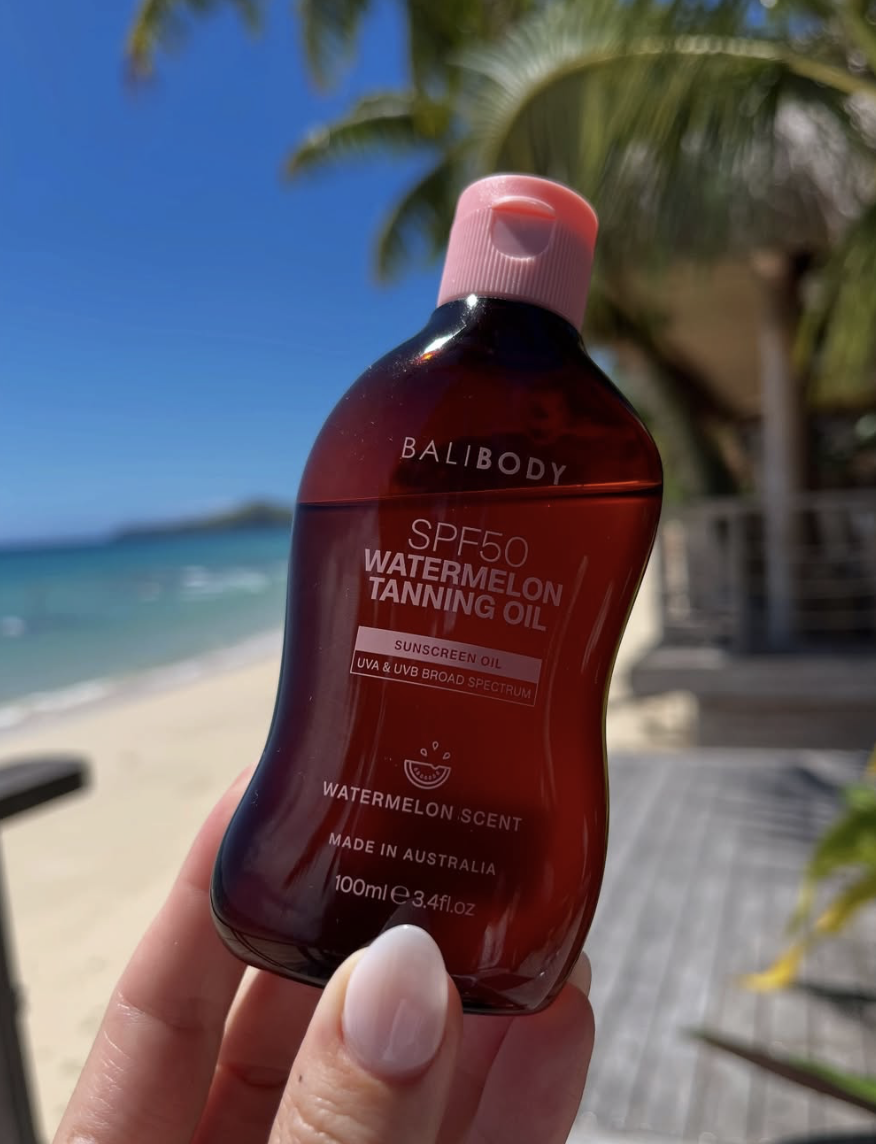 BALIBODY
SPF50
WATERMELON
TANNING OIL
SUNSCREEN OIL
UVA & UVB BROAD SPECTRUM
WATERMELON SCENT
MADE IN AUSTRALIA
100ml ℮ 3.4fl.oz